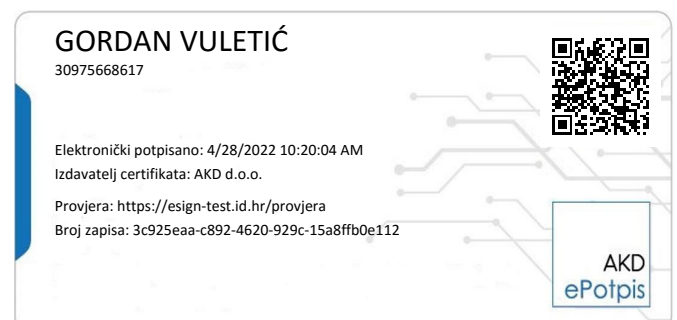 GORDAN VULETIĆ
30975668617
Elektronički potpisano: 4/28/2022 10:20:04 AM
Izdavatelj certifikata: AKD d.o.o.
Provjera: https://esign-test.id.hr/provjera
Broj zapisa: 3c925eaa-c892-4620-929c-15a8ffb0e112
AKD
ePotpis